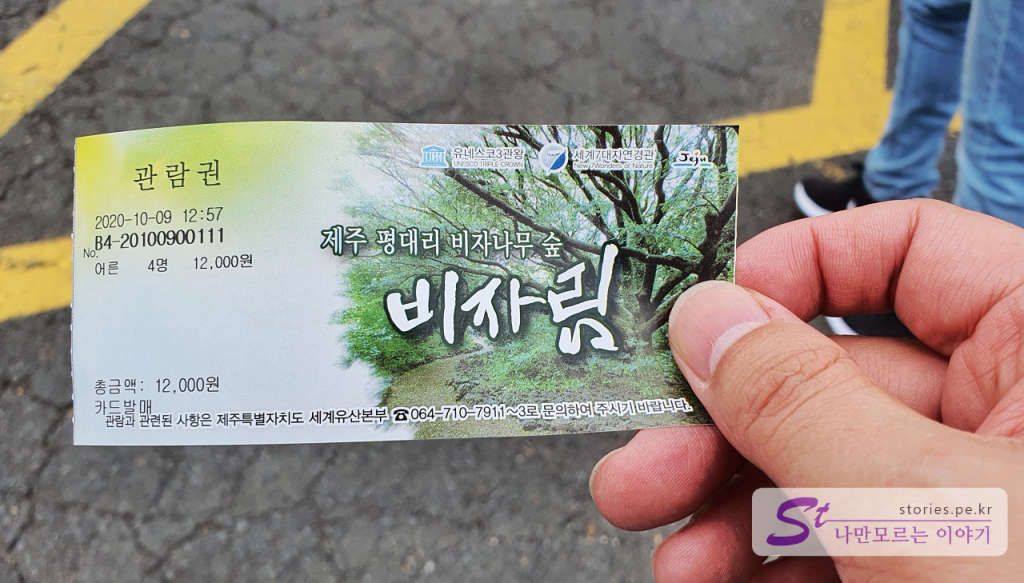 관람권
2020-10-09 12:57
No. B4-20100900111
어른 4명 12,000원
총금액: 12,000원
카드발매
유네스코3관왕
UNESCO TRIPLE CROWN
세계7대자연경관
New 7 Wonders of Nature
Jeju
제주 평대리 비자나무 숲
비자림
관람과 관련된 사항은 제주특별자치도 세계유산본부 ☎064-710-7911~3로 문의하여 주시기 바랍니다.
St
stories.pe.kr
나만모르는 이야기